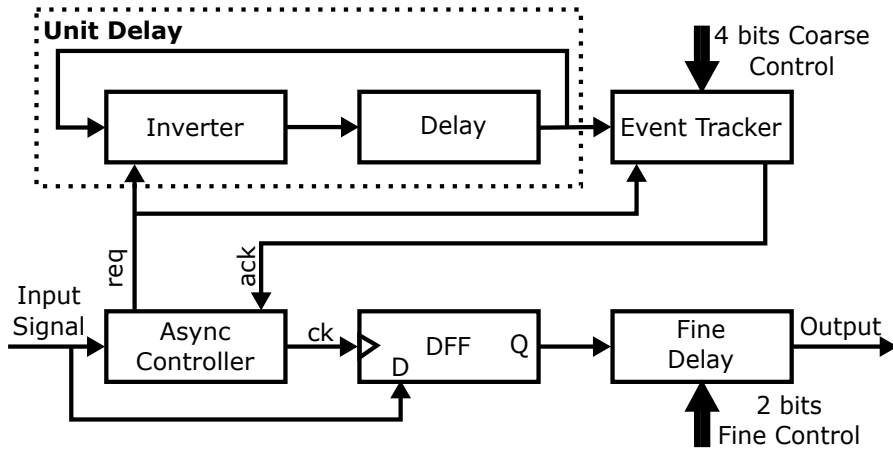 Unit Delay
4 bits Coarse
Control
Inverter
Delay
Event Tracker
req
ack
Input
Signal
Async
Controller
ck
D
DFF
Q
Fine
Delay
Output
2 bits
Fine Control